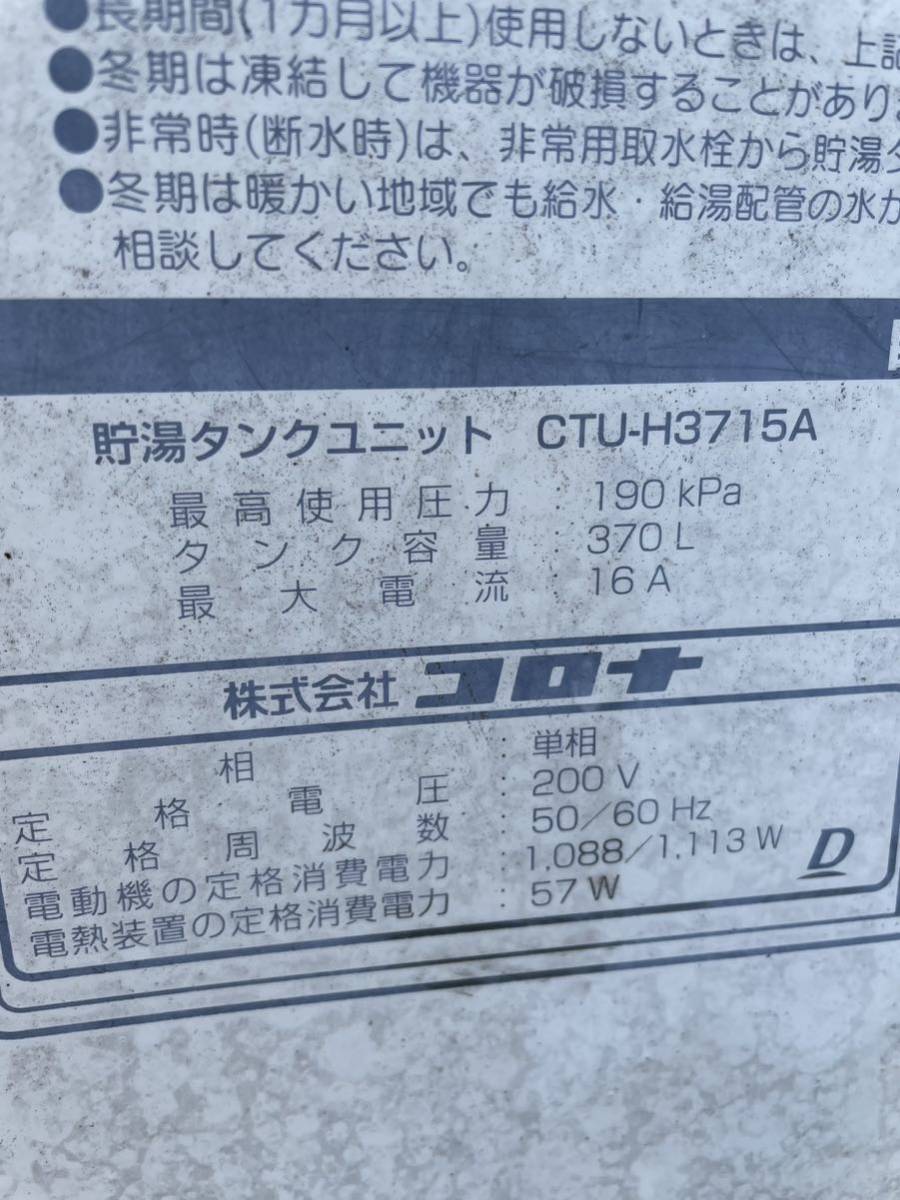 ●長期間(1カ月以上)使用しないときは、上記
●冬期は凍結して機器が破損することがあり
●非常時(断水時)は、非常用取水栓から貯湯タ
●冬期は暖かい地域でも給水・給湯配管の水が
相談してください。
貯湯タンクユニット CTU-H3715A
最高使用圧力 : 190 kPa
タンク容量 : 370 L
最大電流 : 16 A
株式会社 コロナ
相 : 単相
定格電圧 : 200 V
定格周波数 : 50/60 Hz
電動機の定格消費電力 : 1,088/1,113 W
電熱装置の定格消費電力 : 57 W
D